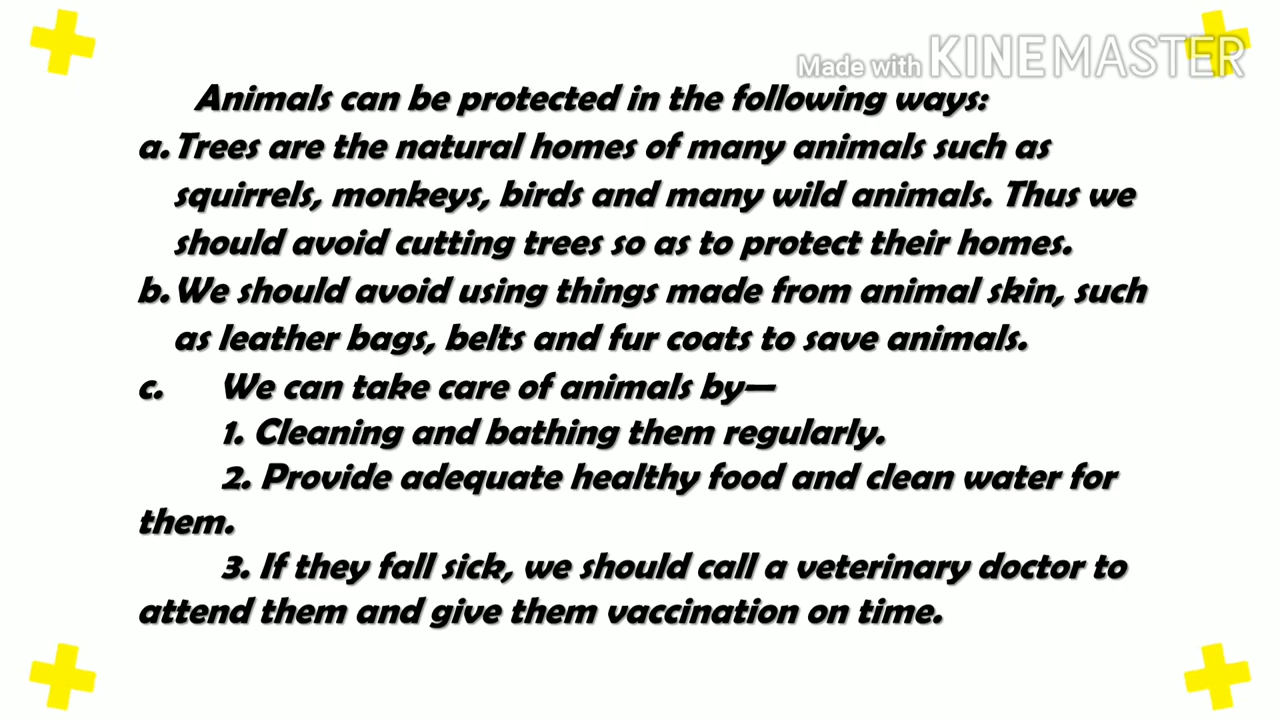 Made with KINEMASTER
Animals can be protected in the following ways:
a. Trees are the natural homes of many animals such as
squirrels, monkeys, birds and many wild animals. Thus we
should avoid cutting trees so as to protect their homes.
b. We should avoid using things made from animal skin, such
as leather bags, belts and fur coats to save animals.
c. We can take care of animals by—
1. Cleaning and bathing them regularly.
2. Provide adequate healthy food and clean water for
them.
3. If they fall sick, we should call a veterinary doctor to
attend them and give them vaccination on time.